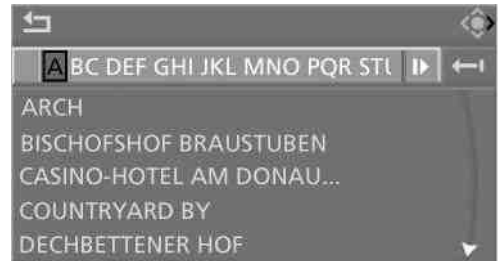 ABC DEF GHI JKL MNO PQR STU
ARCH
BISCHOFSHOF BRAUSTUBEN
CASINO-HOTEL AM DONAU...
COUNTRYARD BY
DECHBETTENER HOF